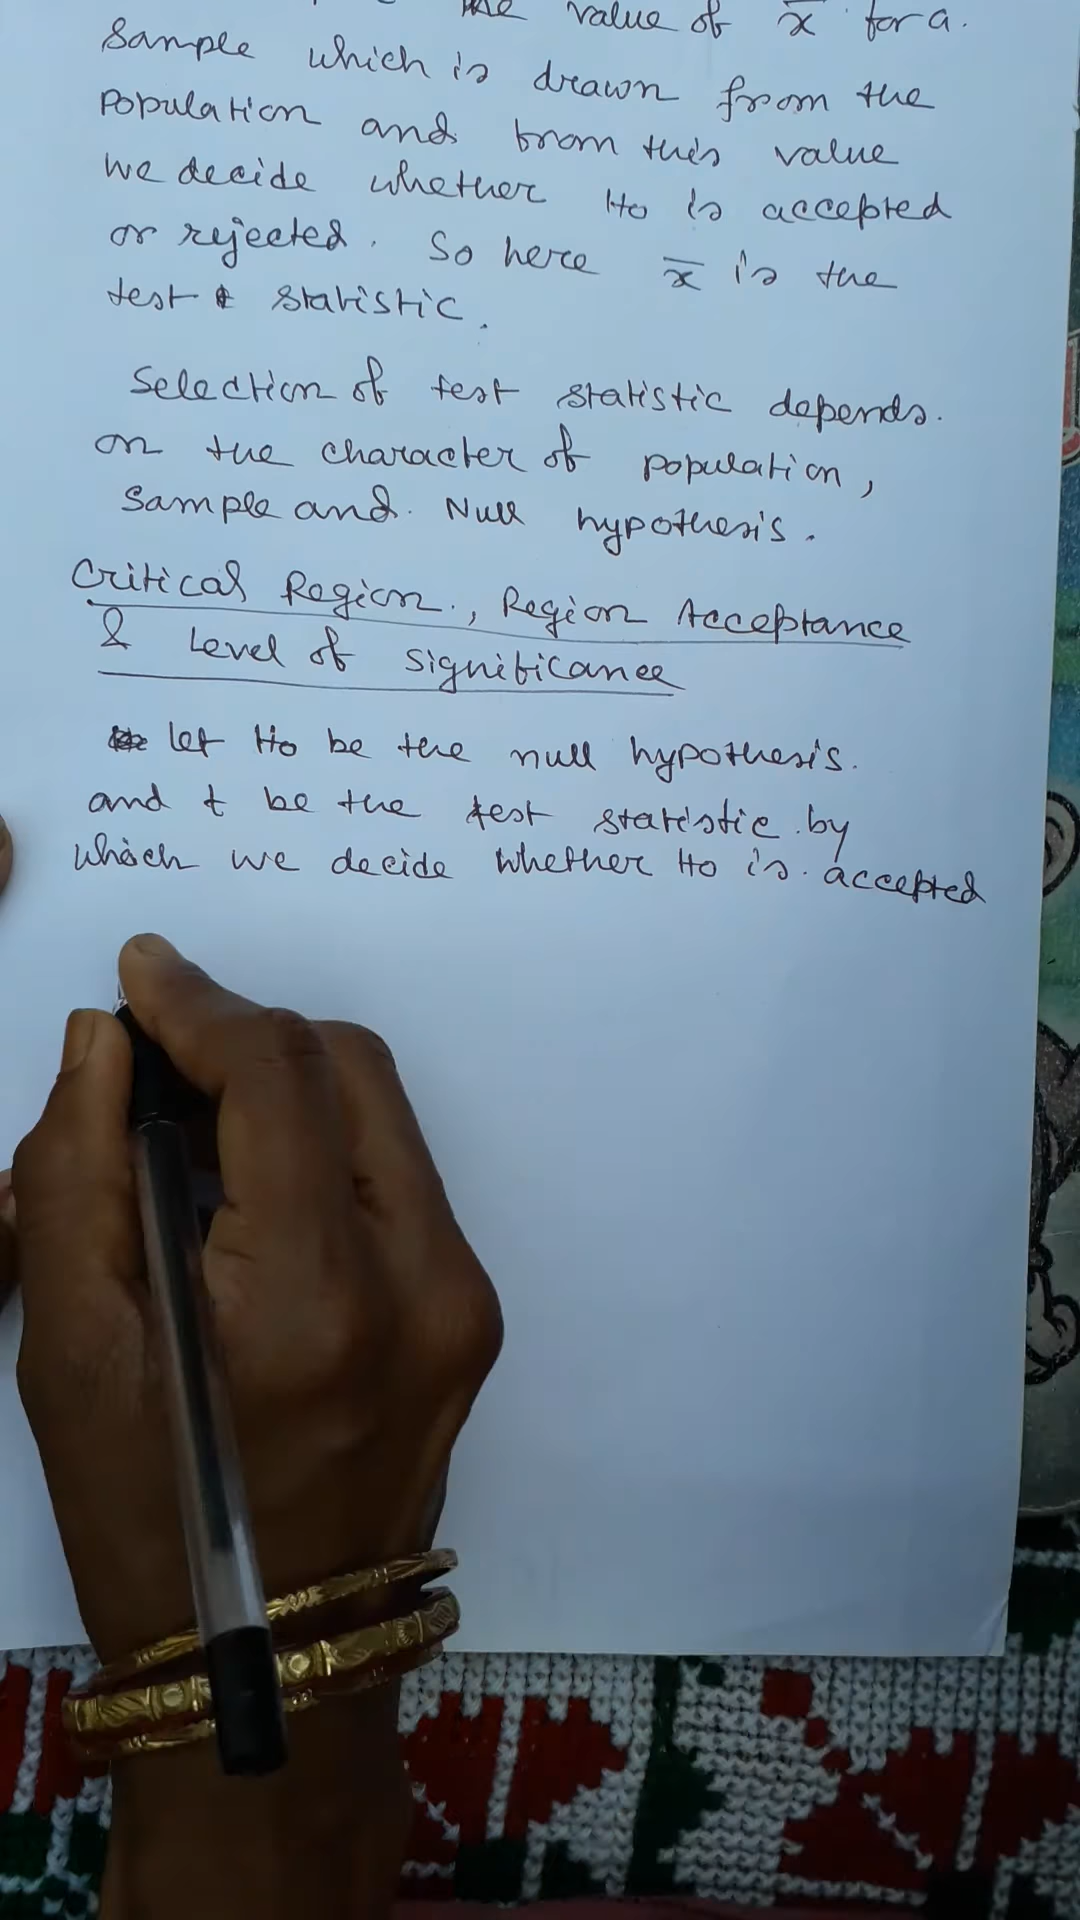 the value of x̄ for a.
Sample which is drawn from the
Population and from this value
we decide whether Ho is accepted
or rejected. So here x̄ is the
test statistic.
Selection of test statistic depends.
on the character of population,
Sample and. Null hypothesis.
Critical Region., Region Acceptance
& Level of significance
let Ho be the null hypothesis.
and t be the test statistic by
which we decide whether Ho is. accepted